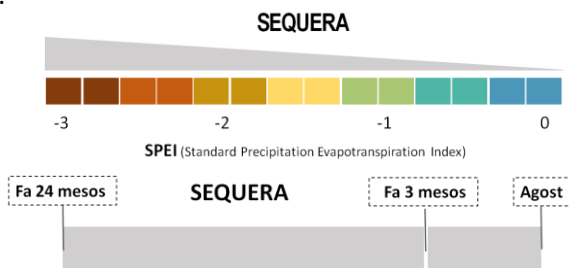 SEQUERA
-3 -2 -1 0
SPEI (Standard Precipitation Evapotranspiration Index)
Fa 24 mesos SEQUERA Fa 3 mesos Agost